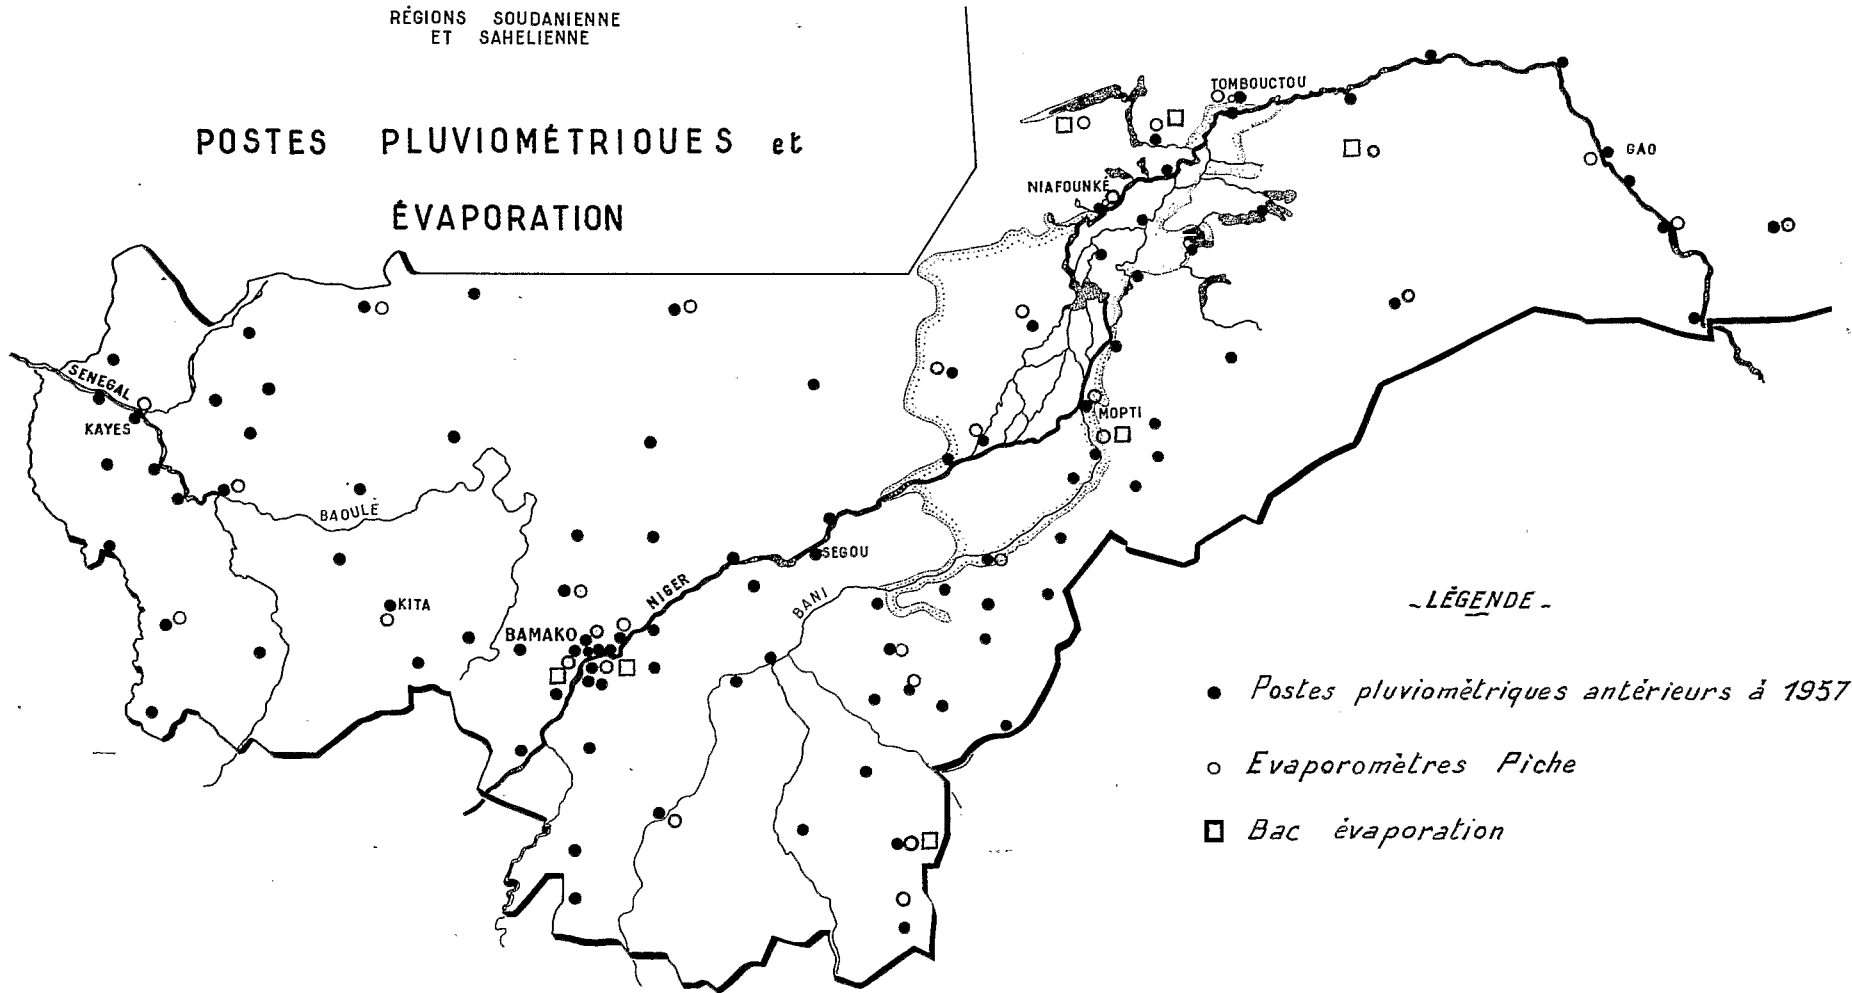 RÉGIONS SOUDANIENNE
ET SAHELIENNE
POSTES PLUVIOMÉTRIQUES et
ÉVAPORATION
TOMBOUCTOU
GAO
NIAFOUNKÉ
SENEGAL
KAYES
MOPTI
BAOULÉ
SEGOU
NIGER
BANI
KITA
BAMAKO
- LÉGENDE -
Postes pluviométriques antérieurs à 1957
Evaporomètres Piche
Bac évaporation